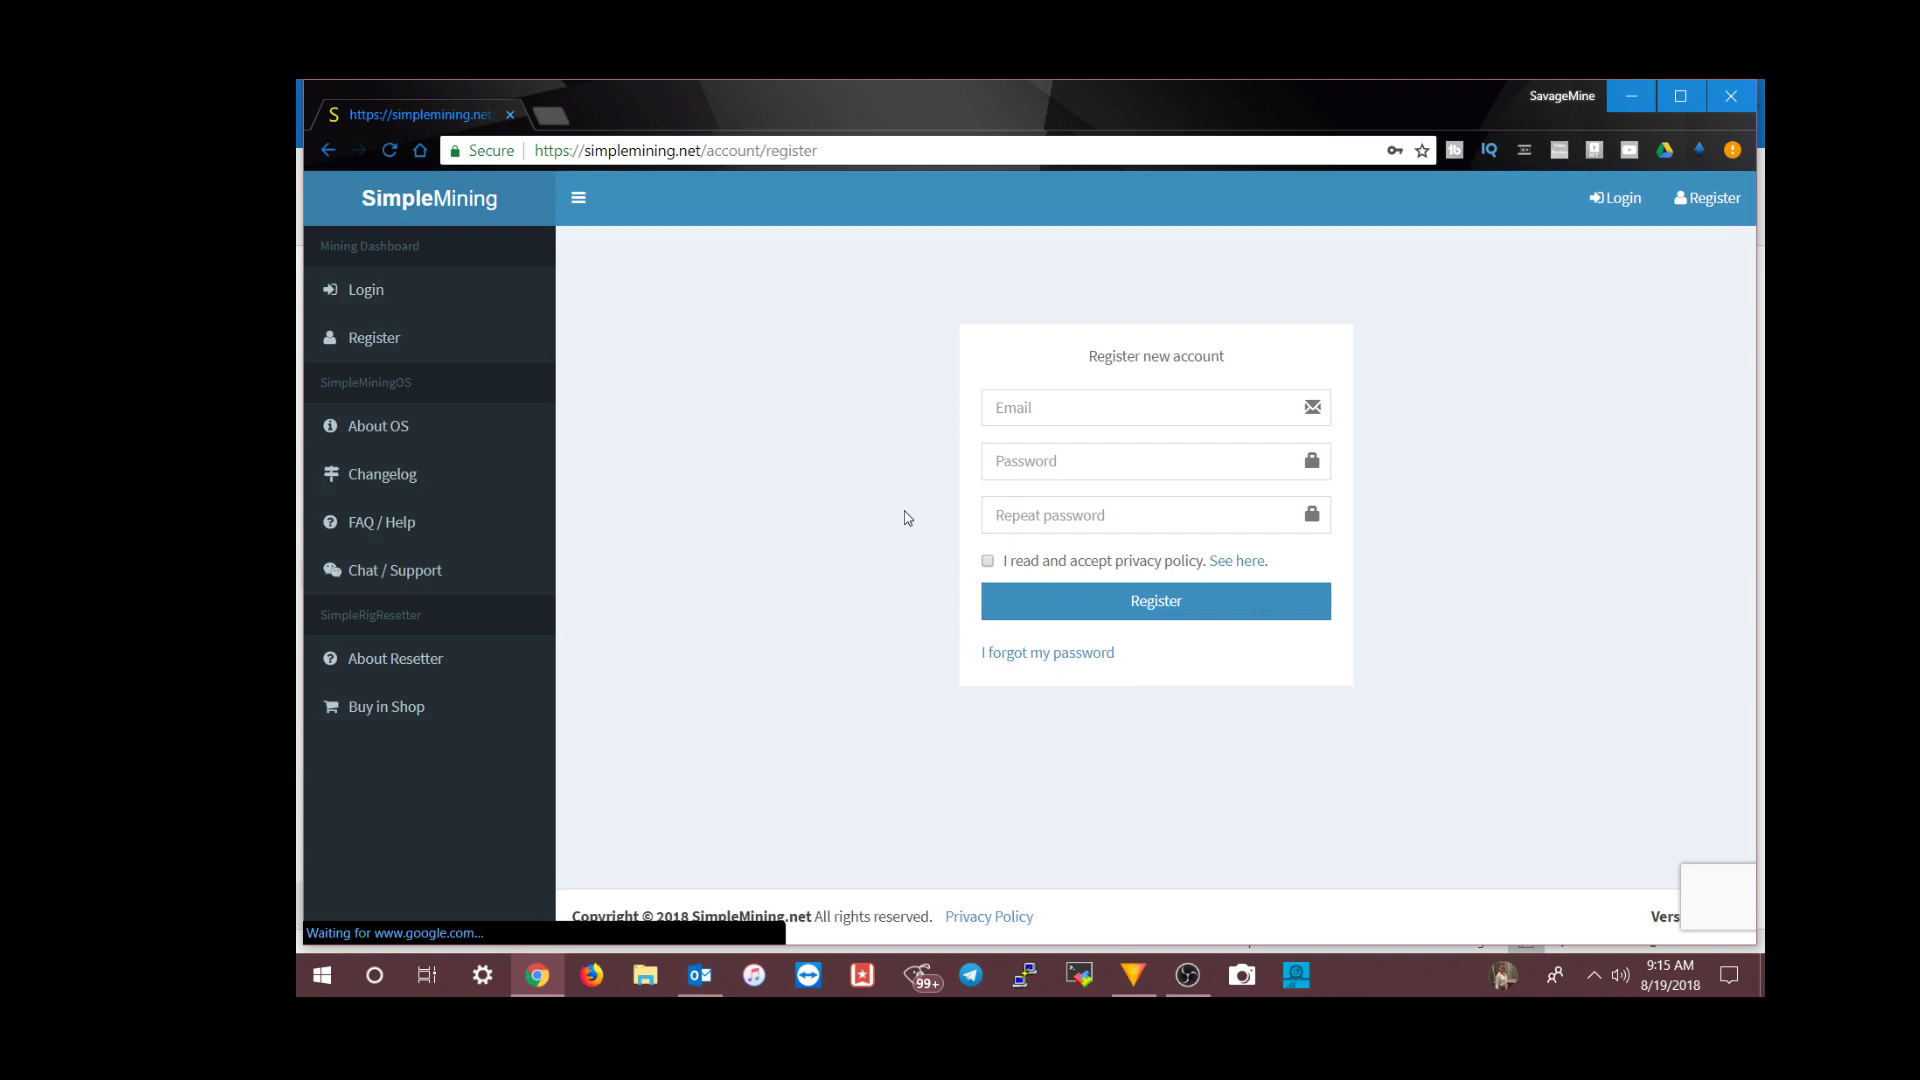 SavageMine
S https://simplemining.net
Secure https://simplemining.net/account/register
IQ
SimpleMining
Login Register
Mining Dashboard
Login
Register
SimpleMiningOS
About OS
Changelog
FAQ / Help
Chat / Support
SimpleRigResetter
About Resetter
Buy in Shop
Register new account
Email
Password
Repeat password
I read and accept privacy policy. See here.
Register
I forgot my password
Copyright © 2018 SimpleMining.net All rights reserved. Privacy Policy
Vers
Waiting for www.google.com...
99+
9:15 AM
8/19/2018